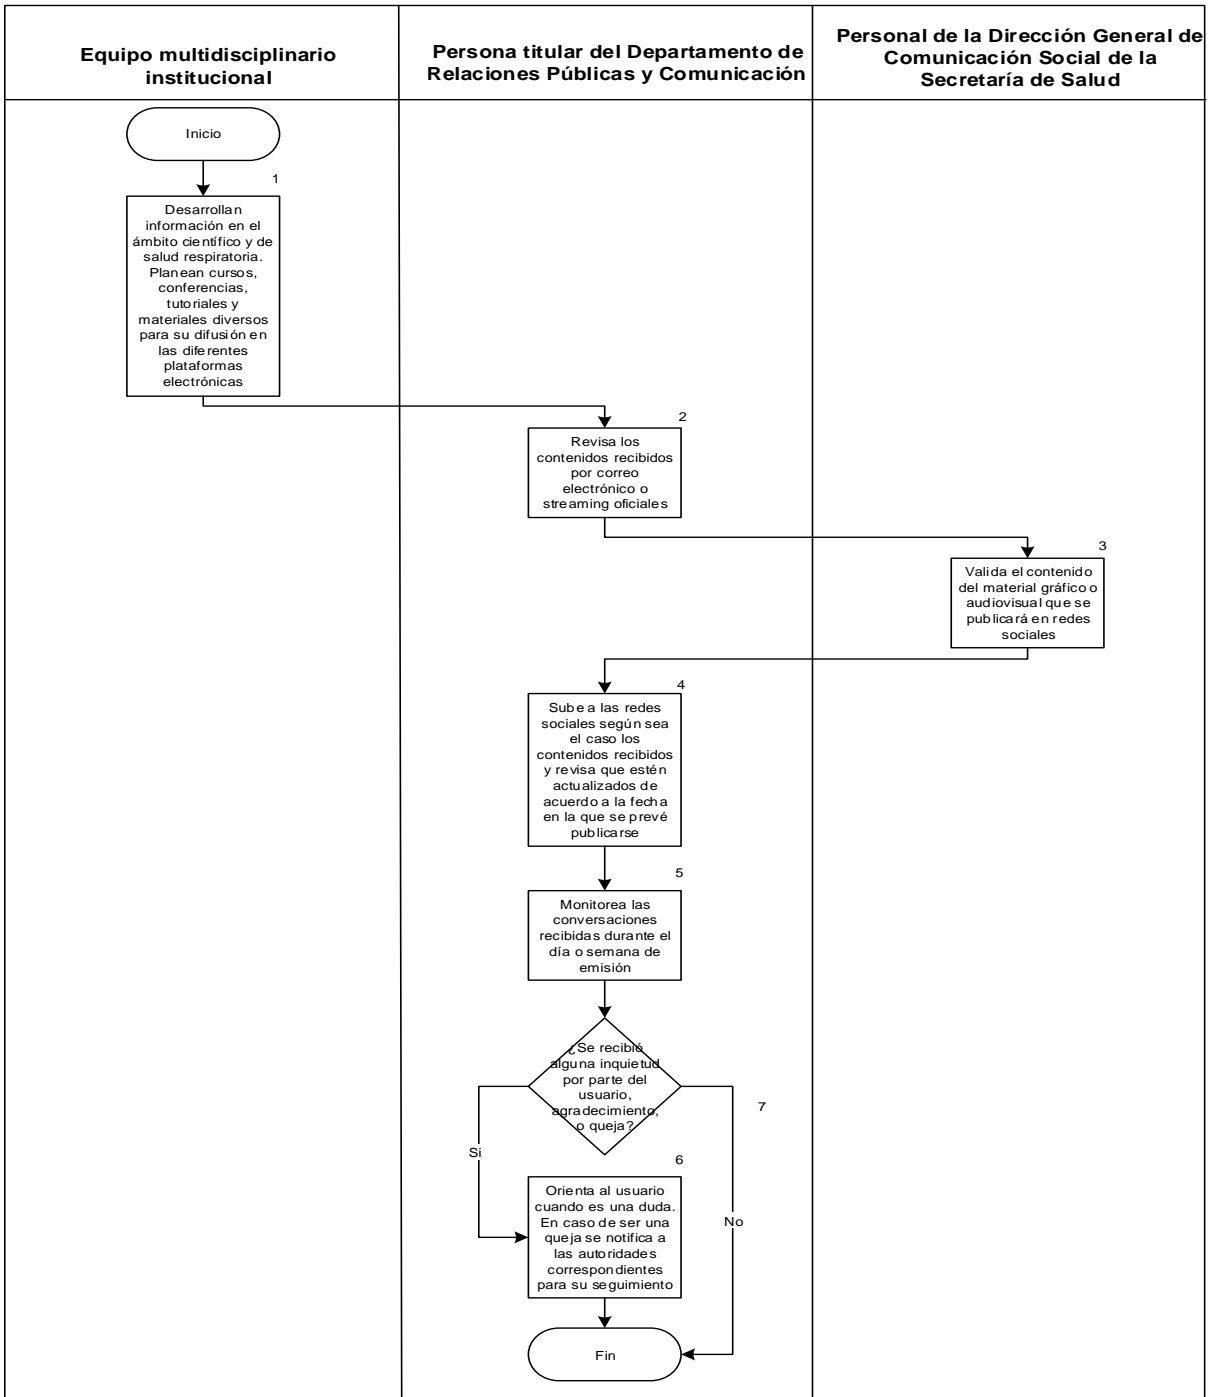 Equipo multidisciplinario
institucional
Persona titular del Departamento de
Relaciones Públicas y Comunicación
Personal de la Dirección General de
Comunicación Social de la
Secretaría de Salud
Inicio
1
Desarrollan
información en el
ámbito científico y de
salud respiratoria.
Planean cursos,
conferencias,
tutoriales y
materiales diversos
para su difusión en
las diferentes
plataformas
electrónicas
2
Revisa los
contenidos recibidos
por correo
electrónico o
streaming oficiales
3
Valida el contenido
del material gráfico o
audiovisual que se
publicará en redes
sociales
4
Sube a las redes
sociales según sea
el caso los
contenidos recibidos
y revisa que estén
actualizados de
acuerdo a la fecha
en la que se prevé
publicarse
5
Monitorea las
conversaciones
recibidas durante el
día o semana de
emisión
¿Se recibió
alguna inquietud
por parte del
usuario,
agradecimiento,
o queja?
7
Si
6
Orienta al usuario
cuando es una duda.
En caso de ser una
queja se notifica a
las autoridades
correspondientes
para su seguimiento
No
Fin